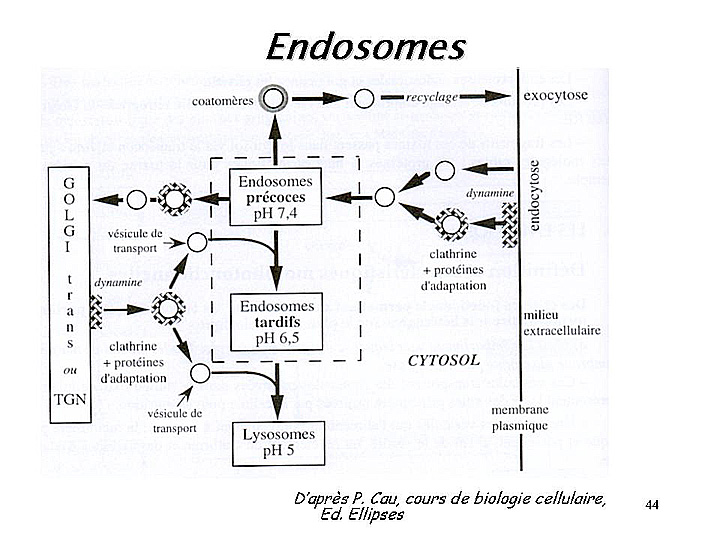 Endosomes
coatomères
recyclage
exocytose
GOLGI
trans
ou
TGN
Endosomes
précoces
pH 7,4
dynamine
endocytose
vésicule de
transport
clathrine
+ protéines
d'adaptation
dynamine
Endosomes
tardifs
pH 6,5
milieu
extracellulaire
clathrine
+ protéines
d'adaptation
CYTOSOL
vésicule de
transport
membrane
plasmique
Lysosomes
pH 5
D'après P. Cau, cours de biologie cellulaire,
Ed. Ellipses
44